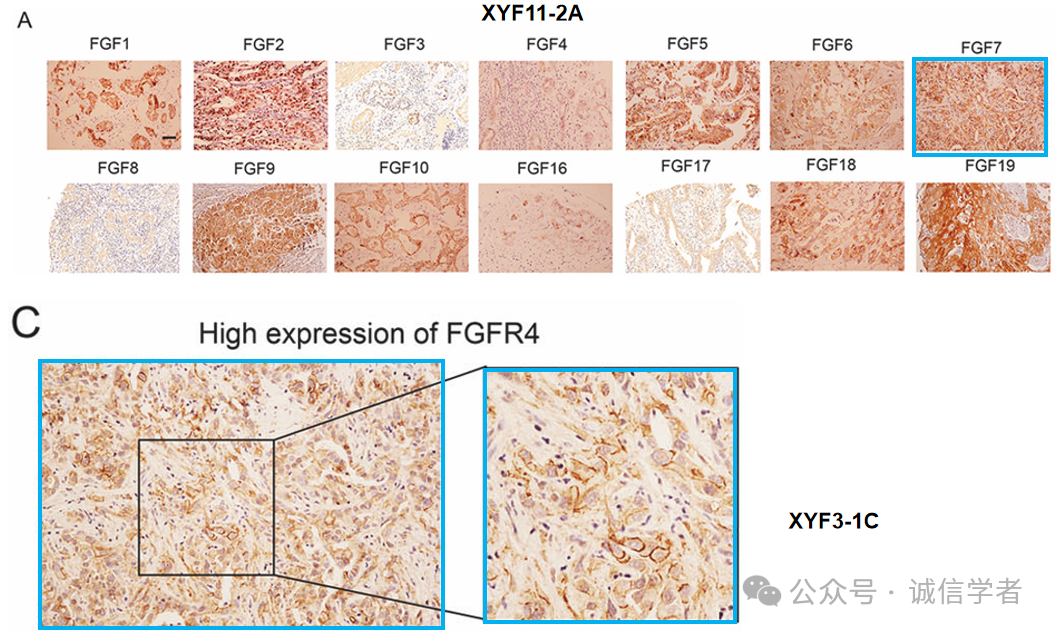 A
XYF11-2A
FGF1 FGF2 FGF3 FGF4 FGF5 FGF6 FGF7
FGF8 FGF9 FGF10 FGF16 FGF17 FGF18 FGF19
C
High expression of FGFR4
XYF3-1C
公众号 · 诚信学者